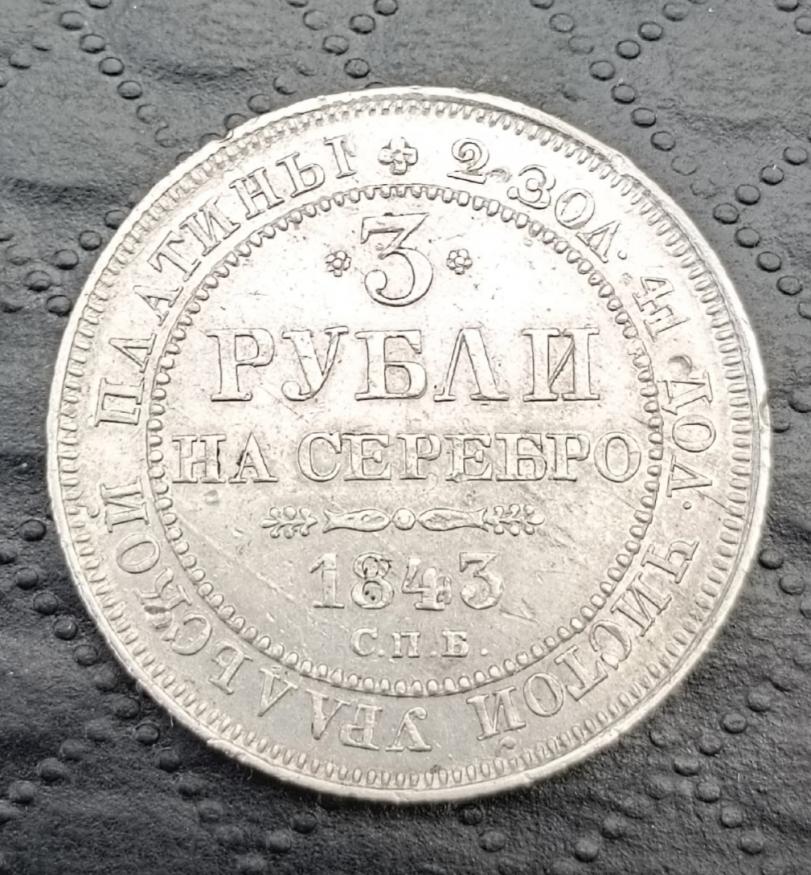 3
РУБЛИ
НА СЕРЕБРО
1843
С.П.Б.
2·ЗОЛ. 41 ДОЛ. ЧИСТОЙ УРАЛЬСКОЙ ПЛАТИНЫ